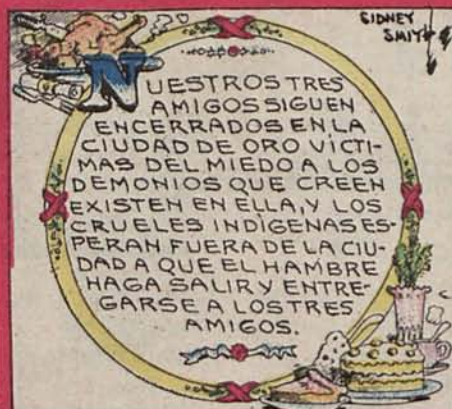 SIDNEY
SMITH
NUESTROS TRES
AMIGOS SIGUEN
ENCERRADOS EN LA
CIUDAD DE ORO VÍCTI-
MAS DEL MIEDO A LOS
DEMONIOS QUE CREEN
EXISTEN EN ELLA, Y LOS
CRUELES INDÍGENAS ES-
PERAN FUERA DE LA CIU-
DAD A QUE EL HAMBRE
HAGA SALIR Y ENTRE-
GARSE A LOS TRES
AMIGOS.